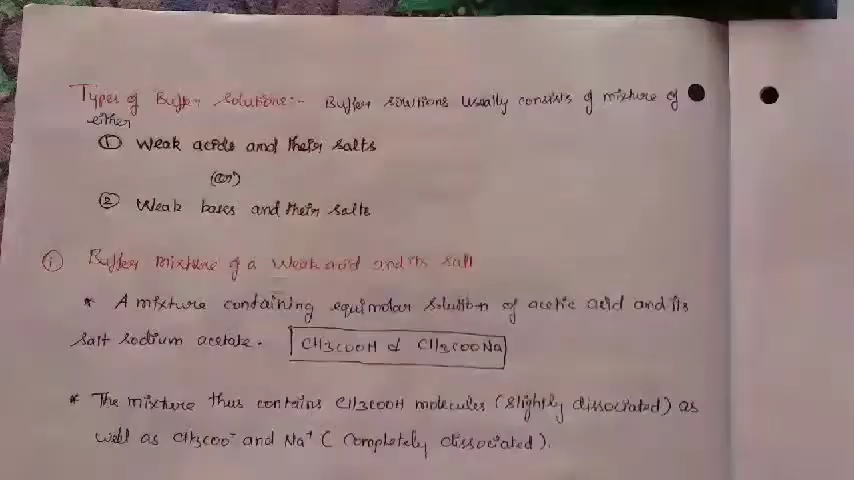 Types of Buffer solutions:- Buffer solutions usually consists of mixture of
either
① Weak acids and their salts
(or)
② Weak bases and their salts
① Buffer Mixture of a Weak acid and its salt
* A mixture containing equimolar solution of acetic acid and its
salt sodium acetate. CH3COOH & CH3COONa
* The mixture thus contains CH3COOH molecules (slightly dissociated) as
well as CH3COO⁻ and Na⁺ (completely dissociated).